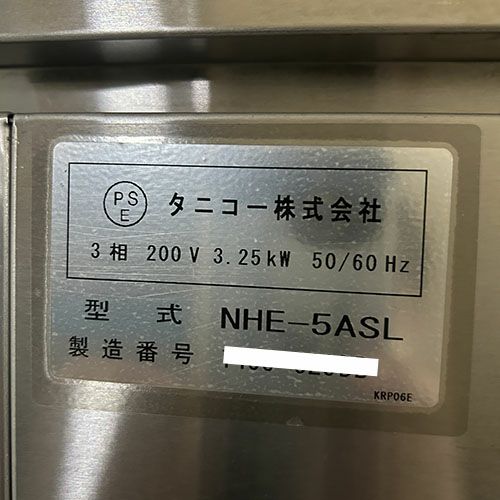 PS
E
タニコー株式会社
3相 200V 3.25kW 50/60Hz
型式 NHE-5ASL
製造番号
KRP06E